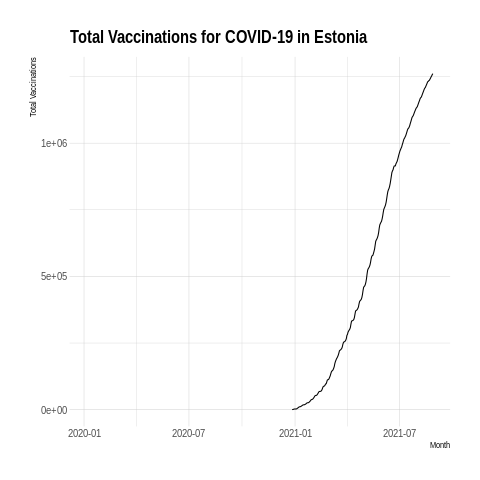 Total Vaccinations for COVID-19 in Estonia
Total Vaccinations
1e+06
5e+05
0e+00
2020-01 2020-07 2021-01 2021-07
Month